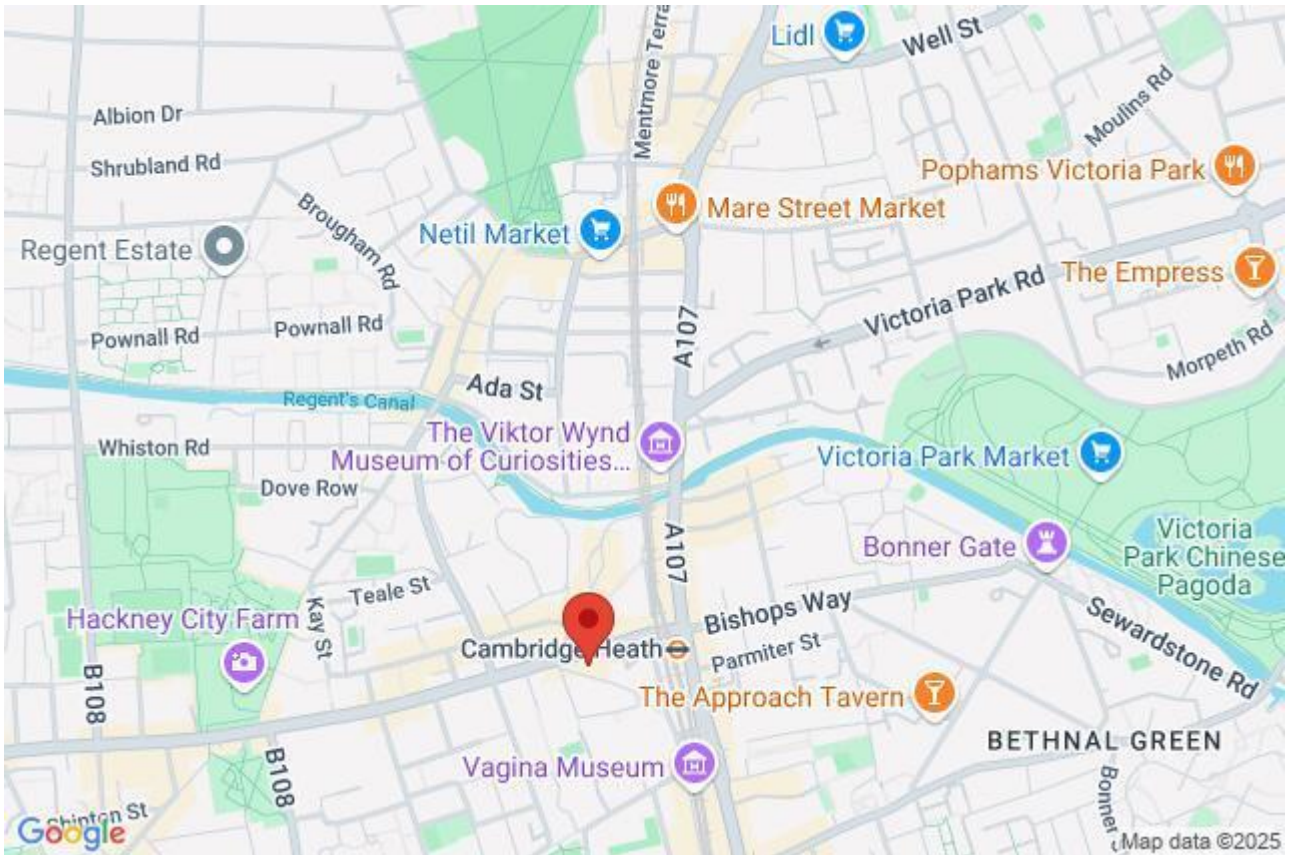 Lidl
Well St
Mentmore Terra
Albion Dr
Moulins Rd
Shrubland Rd
Pophams Victoria Park
Mare Street Market
Brougham Rd
Netil Market
Regent Estate
The Empress
Victoria Park Rd
Pownall Rd
Pownall Rd
A107
Morpeth Rd
Ada St
Regent's Canal
The Viktor Wynd
Museum of Curiosities...
Whiston Rd
Victoria Park Market
Dove Row
A107
Bonner Gate
Victoria
Park Chinese
Pagoda
Teale St
Bishops Way
Hackney City Farm
Kay St
Sewardstone Rd
Cambridge Heath
Parmiter St
B108
The Approach Tavern
BETHNAL GREEN
B108
Vagina Museum
Bonner
Google
Map data ©2025